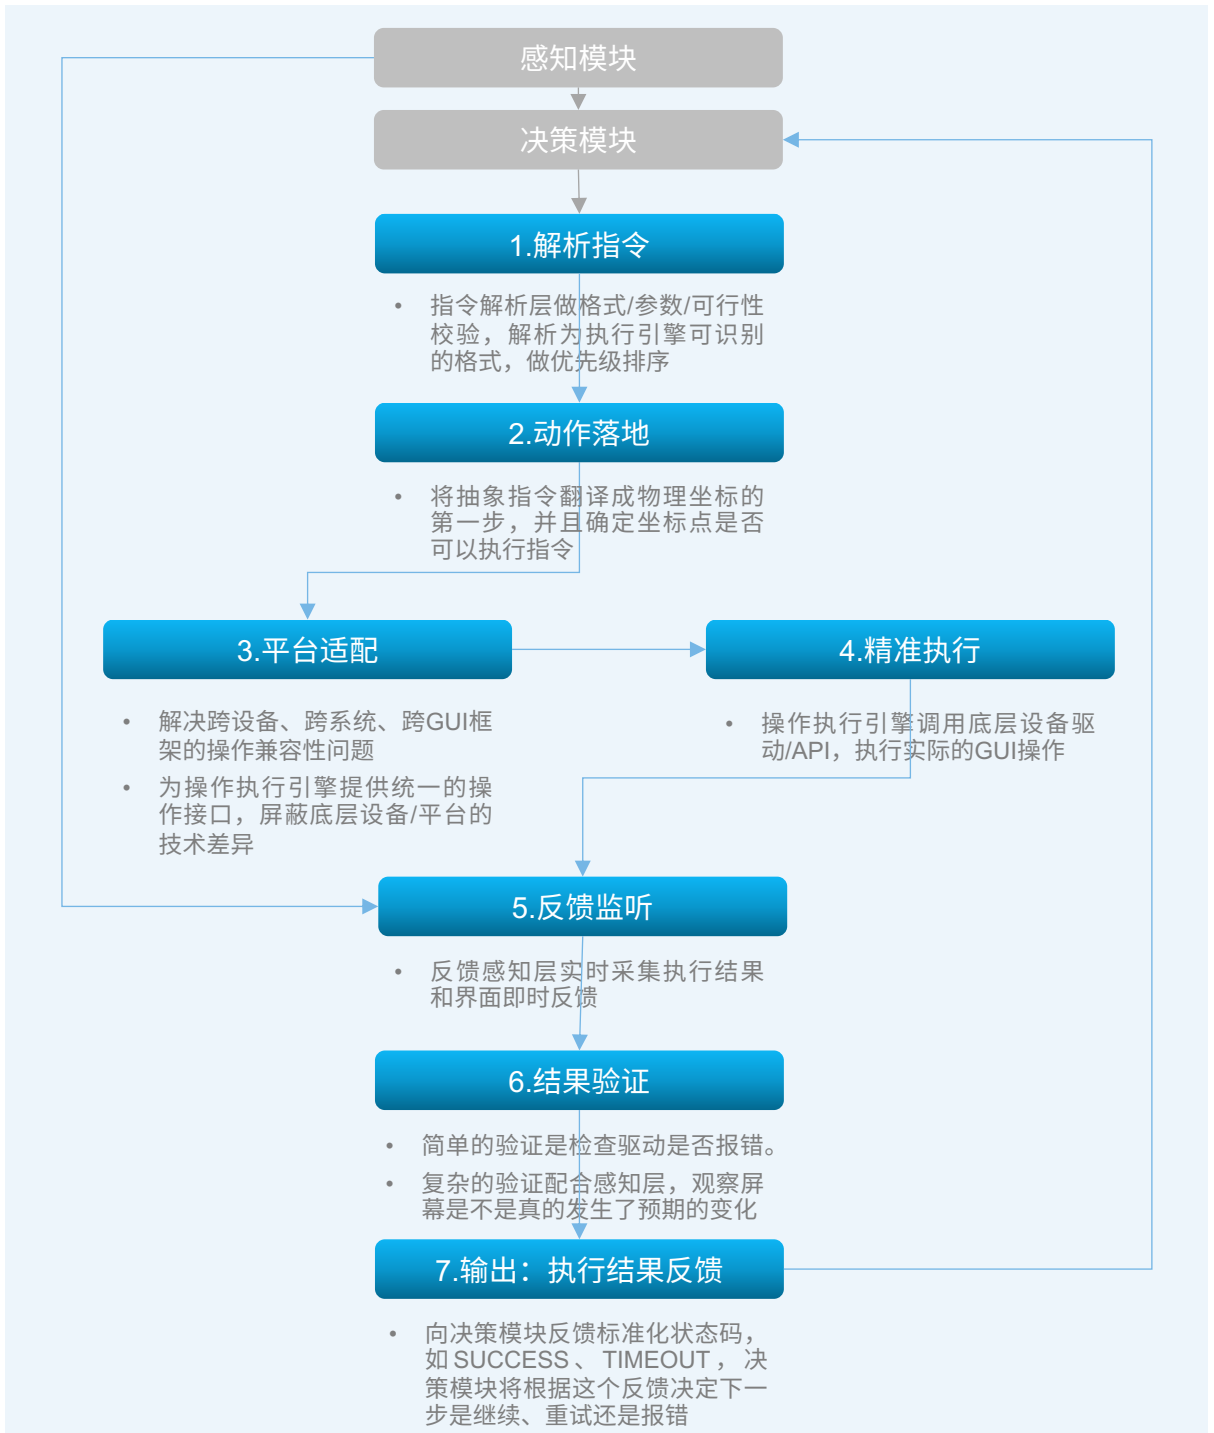 感知模块
决策模块
1.解析指令
• 指令解析层做格式/参数/可行性
校验，解析为执行引擎可识别
的格式，做优先级排序
2.动作落地
• 将抽象指令翻译成物理坐标的
第一步，并且确定坐标点是否
可以执行指令
3.平台适配
• 解决跨设备、跨系统、跨GUI框
架的操作兼容性问题
• 为操作执行引擎提供统一的操
作接口，屏蔽底层设备/平台的
技术差异
4.精准执行
• 操作执行引擎调用底层设备驱
动/API，执行实际的GUI操作
5.反馈监听
• 反馈感知层实时采集执行结果
和界面即时反馈
6.结果验证
• 简单的验证是检查驱动是否报错。
• 复杂的验证配合感知层，观察屏
幕是不是真的发生了预期的变化
7.输出：执行结果反馈
• 向决策模块反馈标准化状态码，
如 SUCCESS 、 TIMEOUT ，决
策模块将根据这个反馈决定下一
步是继续、重试还是报错